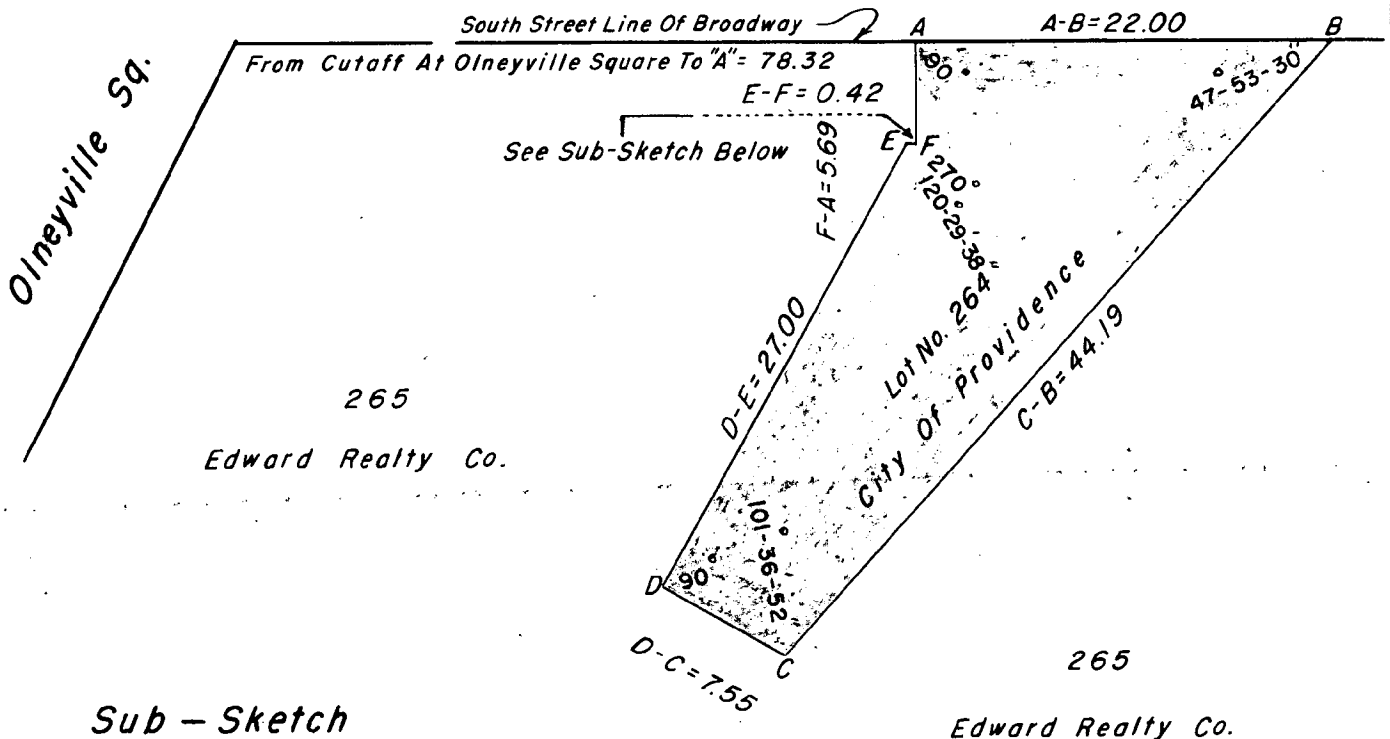 South Street Line Of Broadway
A
A-B=22.00
B
Olneyville Sq.
From Cutaff At Olneyville Square To "A"= 78.32
90°
47°-53-30"
E-F=0.42
See Sub-Sketch Below
E
F
F-A=5.69
270°
120°-29-38"
Lot No. 264
City Of Providence
D-E=27.00
C-B=44.19
265
Edward Realty Co.
D
90°
101°-36-52
C
D-C=7.55
265
Sub-Sketch
Edward Realty Co.